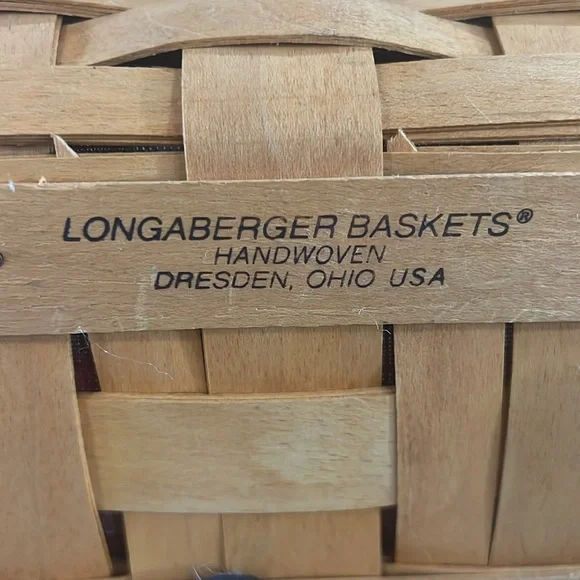 LONGABERGER BASKETS®
HANDWOVEN
DRESDEN, OHIO USA